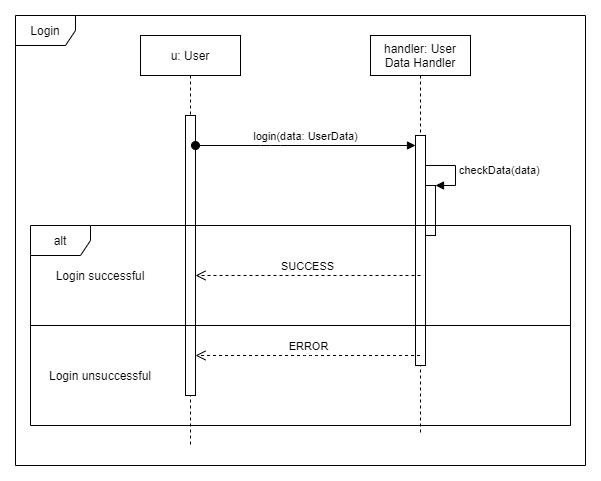 Login
u: User
handler: User
Data Handler
login(data: UserData)
checkData(data)
alt
Login successful
SUCCESS
ERROR
Login unsuccessful